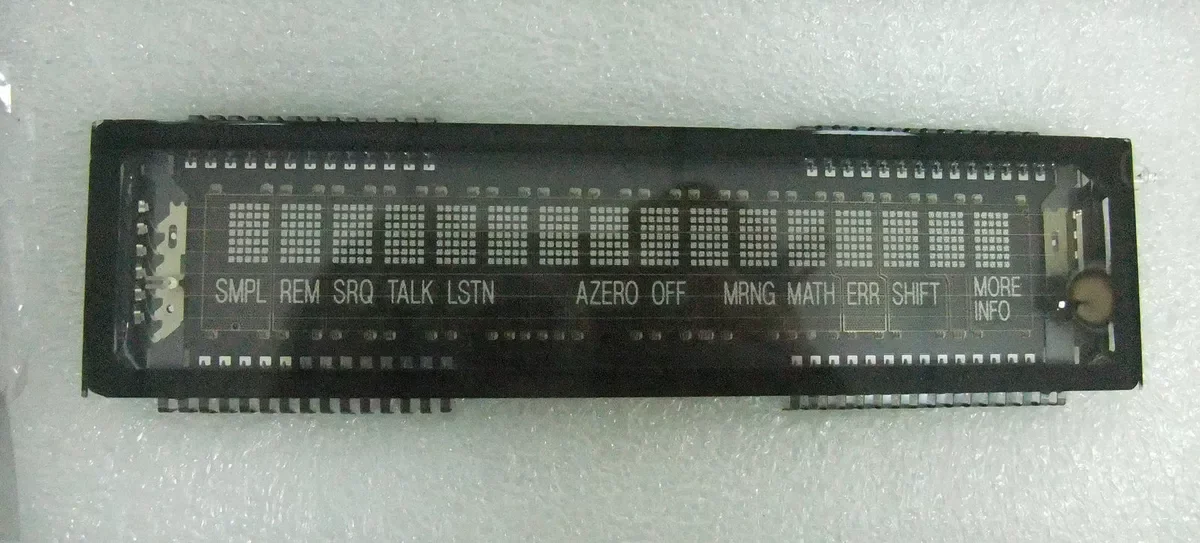 SMPL REM SRQ TALK LSTN AZERO OFF MRNG MATH ERR SHIFT MORE
INFO